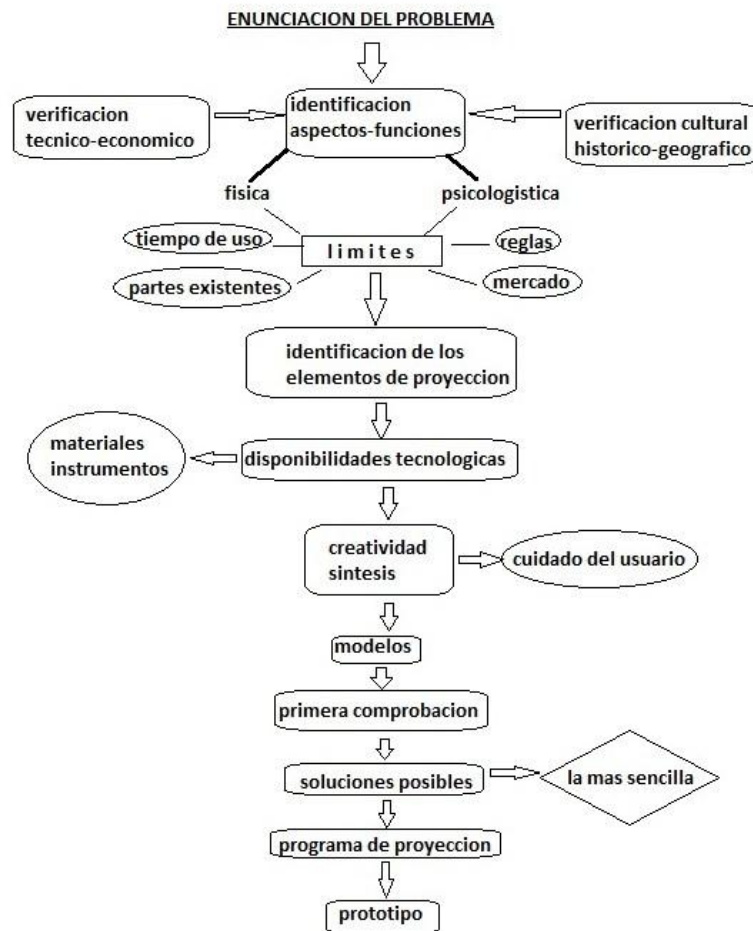 ENUNCIACION DEL PROBLEMA
verificacion
tecnico-economico
identificacion
aspectos-funciones
verificacion cultural
historico-geografico
fisica
psicologistica
tiempo de uso
limites
reglas
partes existentes
mercado
identificacion de los
elementos de proyeccion
materiales
instrumentos
disponibilidades tecnologicas
creatividad
sintesis
cuidado del usuario
modelos
primera comprobacion
soluciones posibles
la mas sencilla
programa de proyeccion
prototipo